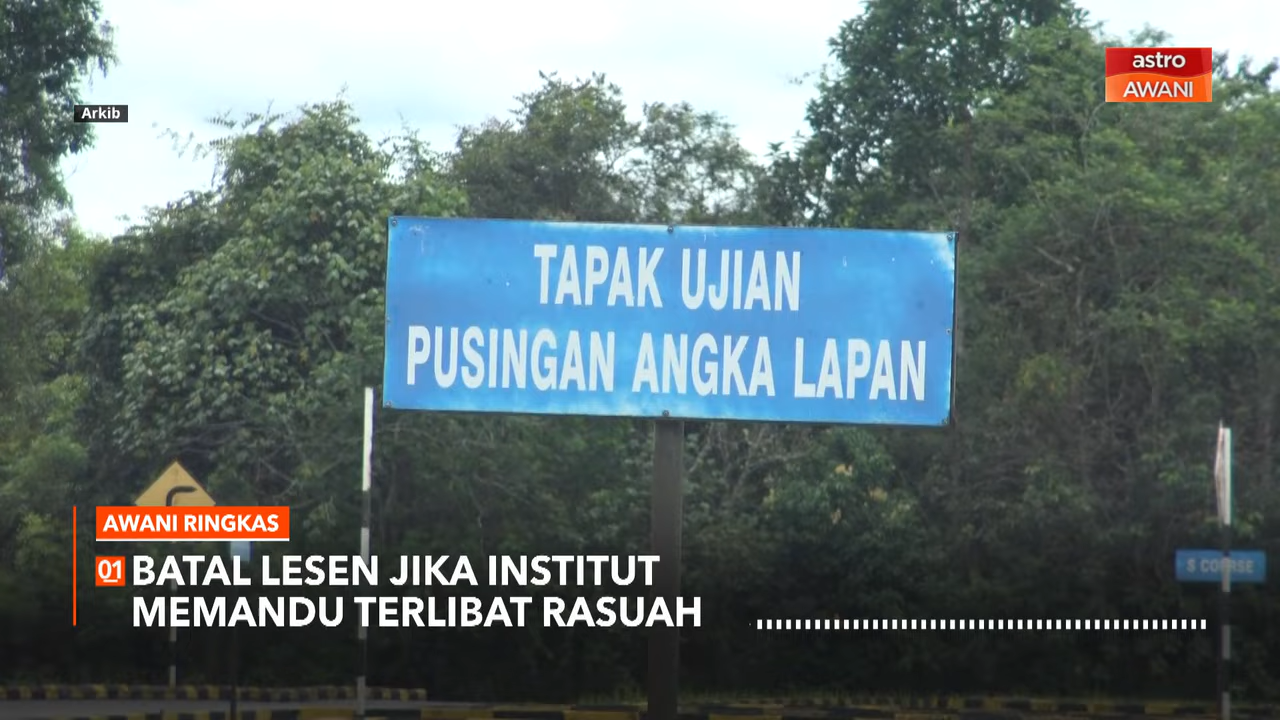 astro
AWANI
Arkib
TAPAK UJIAN
PUSINGAN ANGKA LAPAN
S COURSE
AWANI RINGKAS
01 BATAL LESEN JIKA INSTITUT
MEMANDU TERLIBAT RASUAH